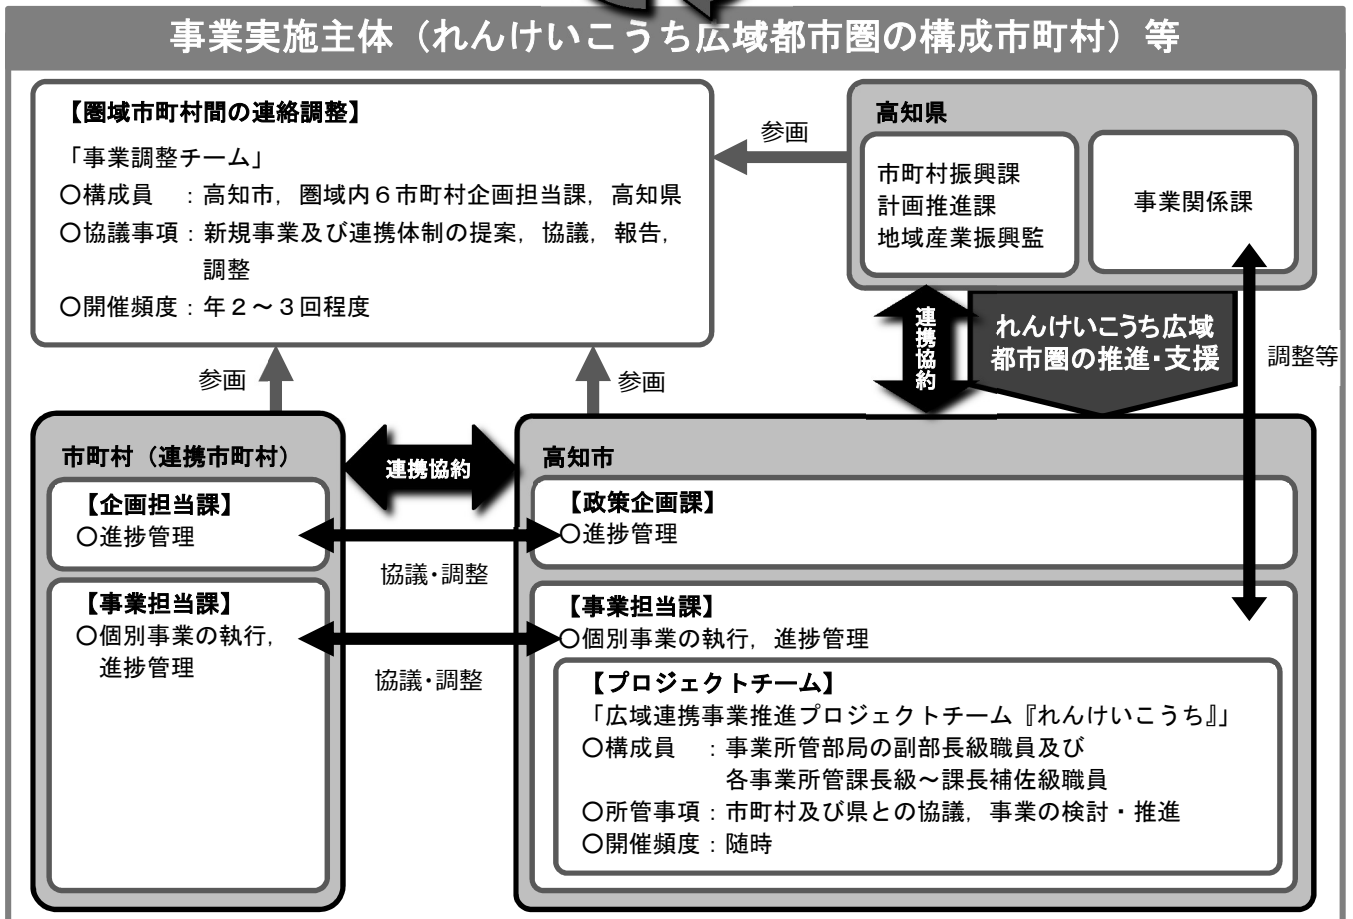 事業実施主体（れんけいこうち広域都市圏の構成市町村）等
【圏域市町村間の連絡調整】
「事業調整チーム」
○構成員　：高知市，圏域内６市町村企画担当課，高知県
○協議事項：新規事業及び連携体制の提案，協議，報告，
調整
○開催頻度：年２～３回程度
参画
高知県
市町村振興課
計画推進課
地域産業振興監
事業関係課
連携協約
れんけいこうち広域
都市圏の推進・支援
調整等
参画
参画
市町村（連携市町村）
【企画担当課】
○進捗管理
【事業担当課】
○個別事業の執行，
進捗管理
連携協約
協議・調整
協議・調整
高知市
【政策企画課】
○進捗管理
【事業担当課】
○個別事業の執行，進捗管理
【プロジェクトチーム】
「広域連携事業推進プロジェクトチーム『れんけいこうち』」
○構成員　：事業所管部局の副部長級職員及び
各事業所管課長級～課長補佐級職員
○所管事項：市町村及び県との協議，事業の検討・推進
○開催頻度：随時